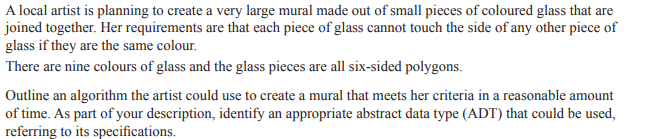 A local artist is planning to create a very large mural made out of small pieces of coloured glass that are
joined together. Her requirements are that each piece of glass cannot touch the side of any other piece of
glass if they are the same colour.
There are nine colours of glass and the glass pieces are all six-sided polygons.
Outline an algorithm the artist could use to create a mural that meets her criteria in a reasonable amount
of time. As part of your description, identify an appropriate abstract data type (ADT) that could be used,
referring to its specifications.